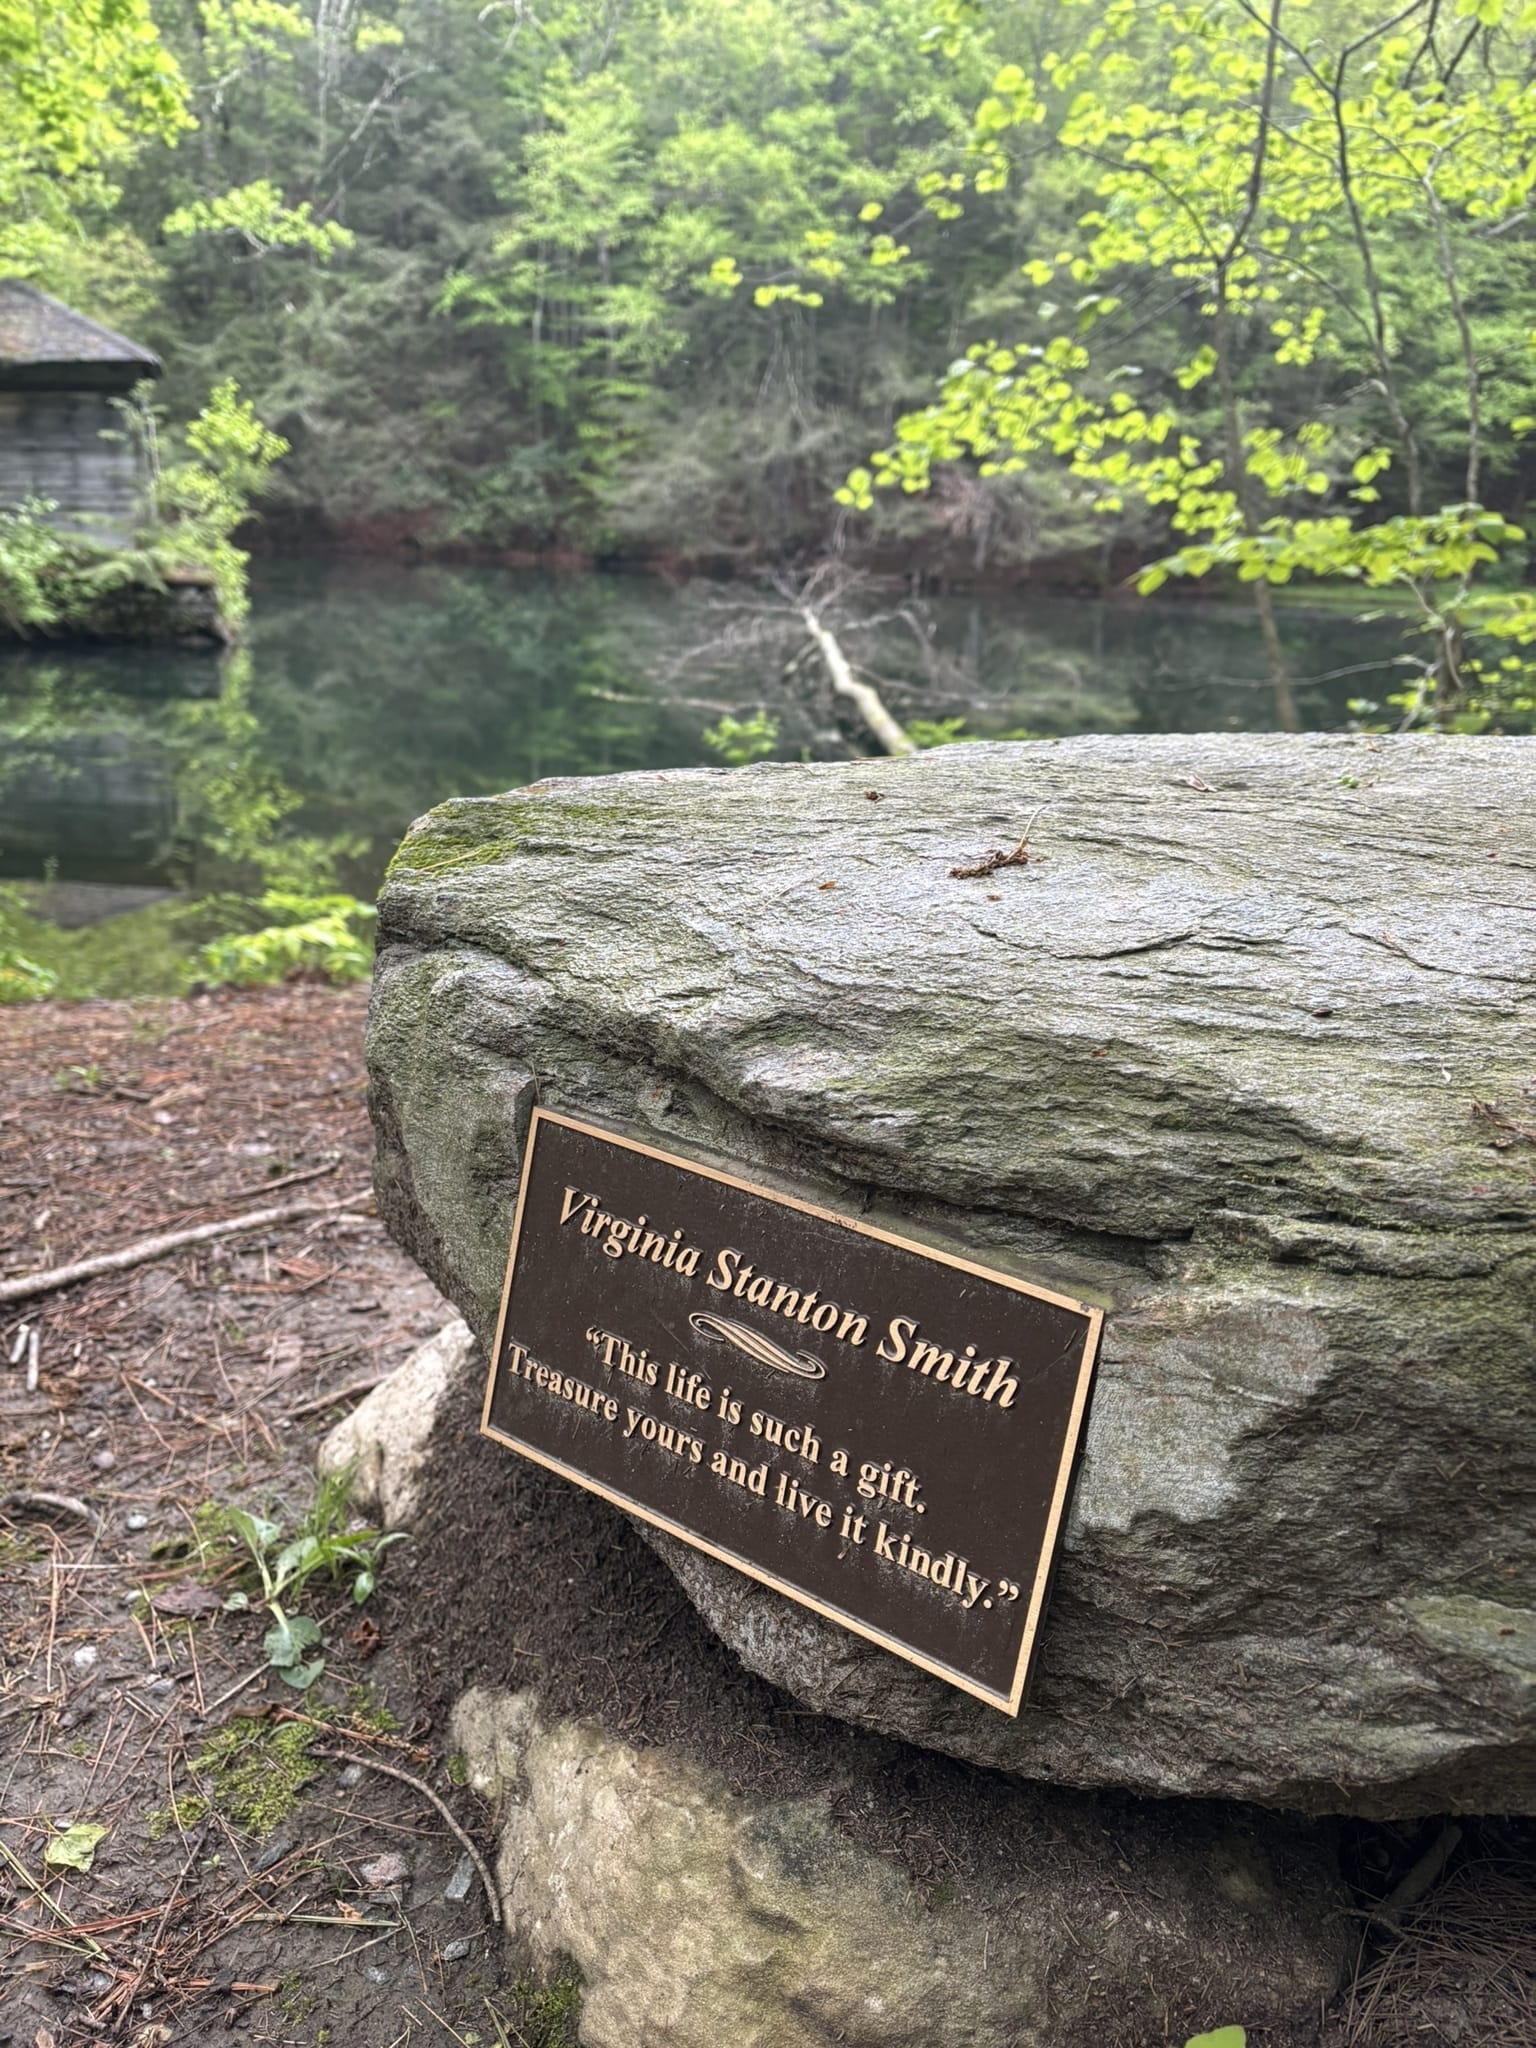 Virginia Stanton Smith
“This life is such a gift.
Treasure yours and live it kindly.”